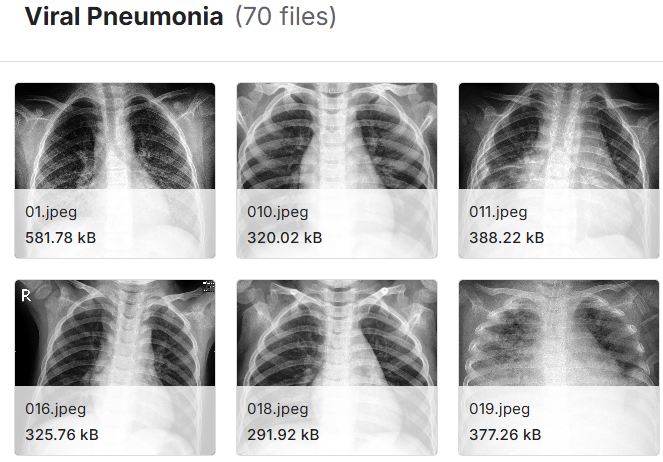 Viral Pneumonia (70 files)
01.jpeg
581.78 kB
010.jpeg
320.02 kB
011.jpeg
388.22 kB
R
016.jpeg
325.76 kB
018.jpeg
291.92 kB
019.jpeg
377.26 kB